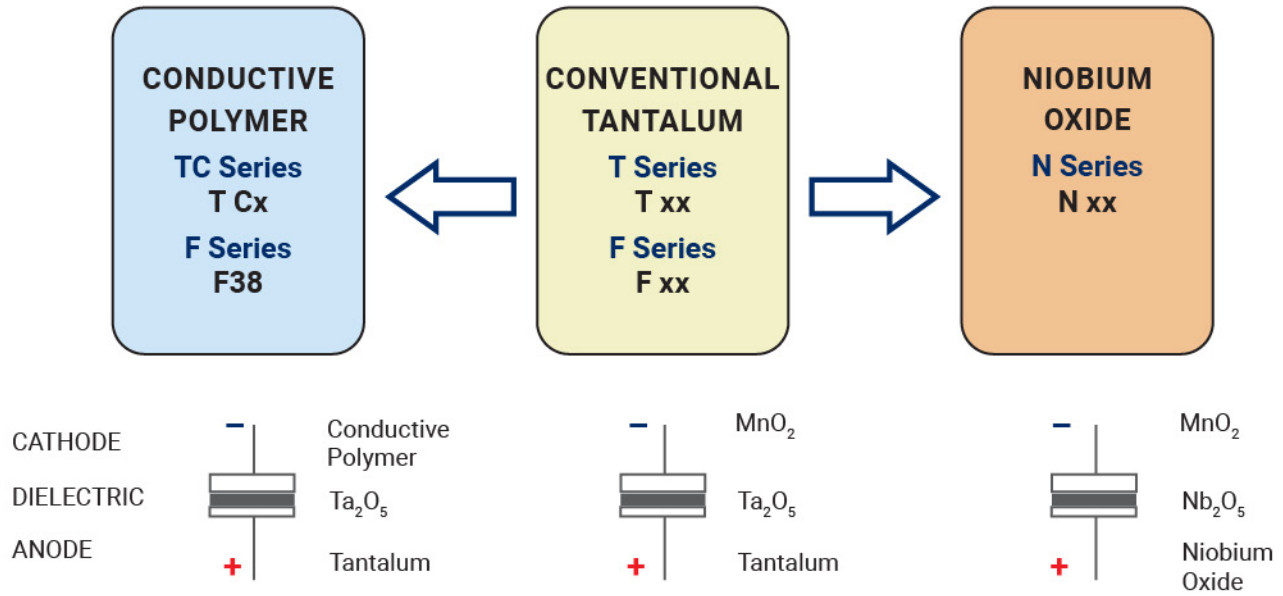 CONDUCTIVE
POLYMER
TC Series
T Cx
F Series
F38
CONVENTIONAL
TANTALUM
T Series
T xx
F Series
F xx
NIOBIUM
OXIDE
N Series
N xx
CATHODE
DIELECTRIC
ANODE
–
Conductive
Polymer
Ta₂O₅
+
Tantalum
–
MnO₂
Ta₂O₅
+
Tantalum
–
MnO₂
Nb₂O₅
+
Niobium
Oxide